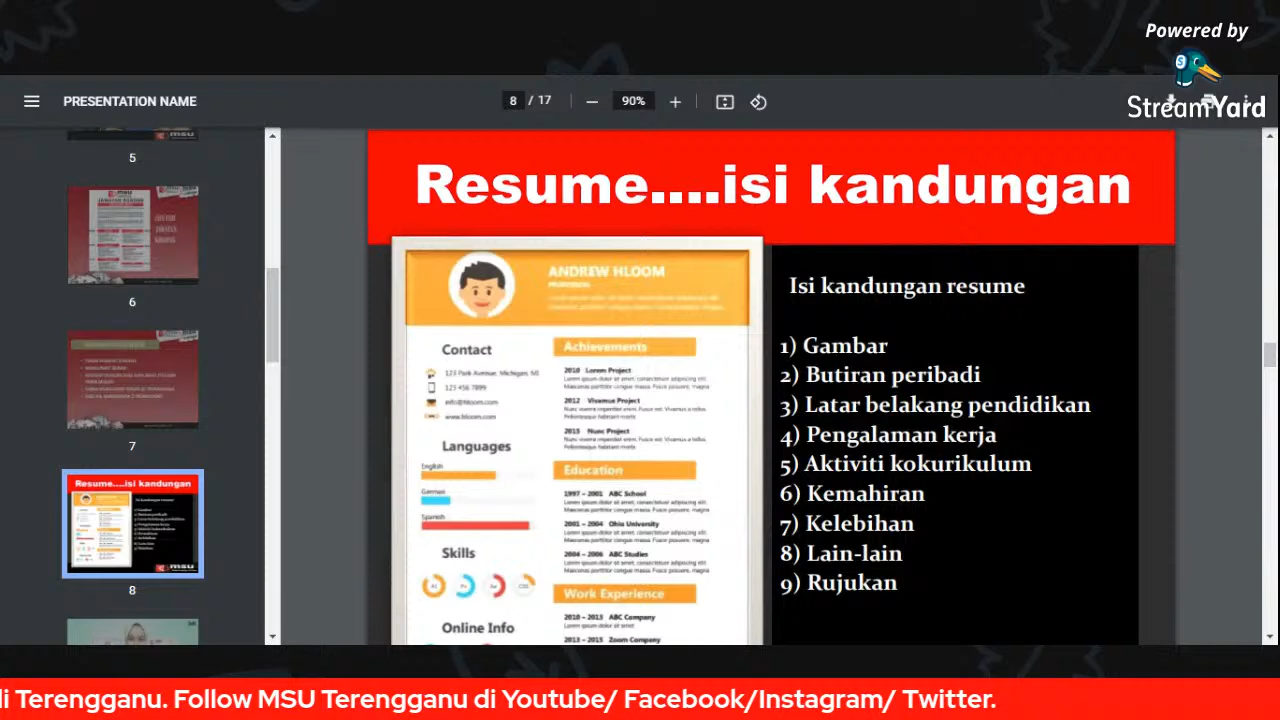 Powered by
StreamYard
PRESENTATION NAME
8 / 17
90%
5
6
7
Resume....isi kandungan
8
Resume....isi kandungan
ANDREW HLOOM
Contact
123 Park Avenue, Michigan, MI
123 456 7899
info@hloom.com
www.hloom.com
Languages
English
German
Spanish
Skills
Online Info
Achievements
2010 Lorem Project
2012 Vivamus Project
2015 Nunc Project
Education
1997 – 2001 ABC School
2001 – 2004 Ohio University
2004 – 2006 ABC Studies
Work Experience
2010 – 2013 ABC Company
2013 – 2015 Zoom Company
Isi kandungan resume
1) Gambar
2) Butiran peribadi
3) Latar belakang pendidikan
4) Pengalaman kerja
5) Aktiviti kokurikulum
6) Kemahiran
7) Kelebihan
8) Lain-lain
9) Rujukan
di Terengganu. Follow MSU Terengganu di Youtube/ Facebook/Instagram/ Twitter.